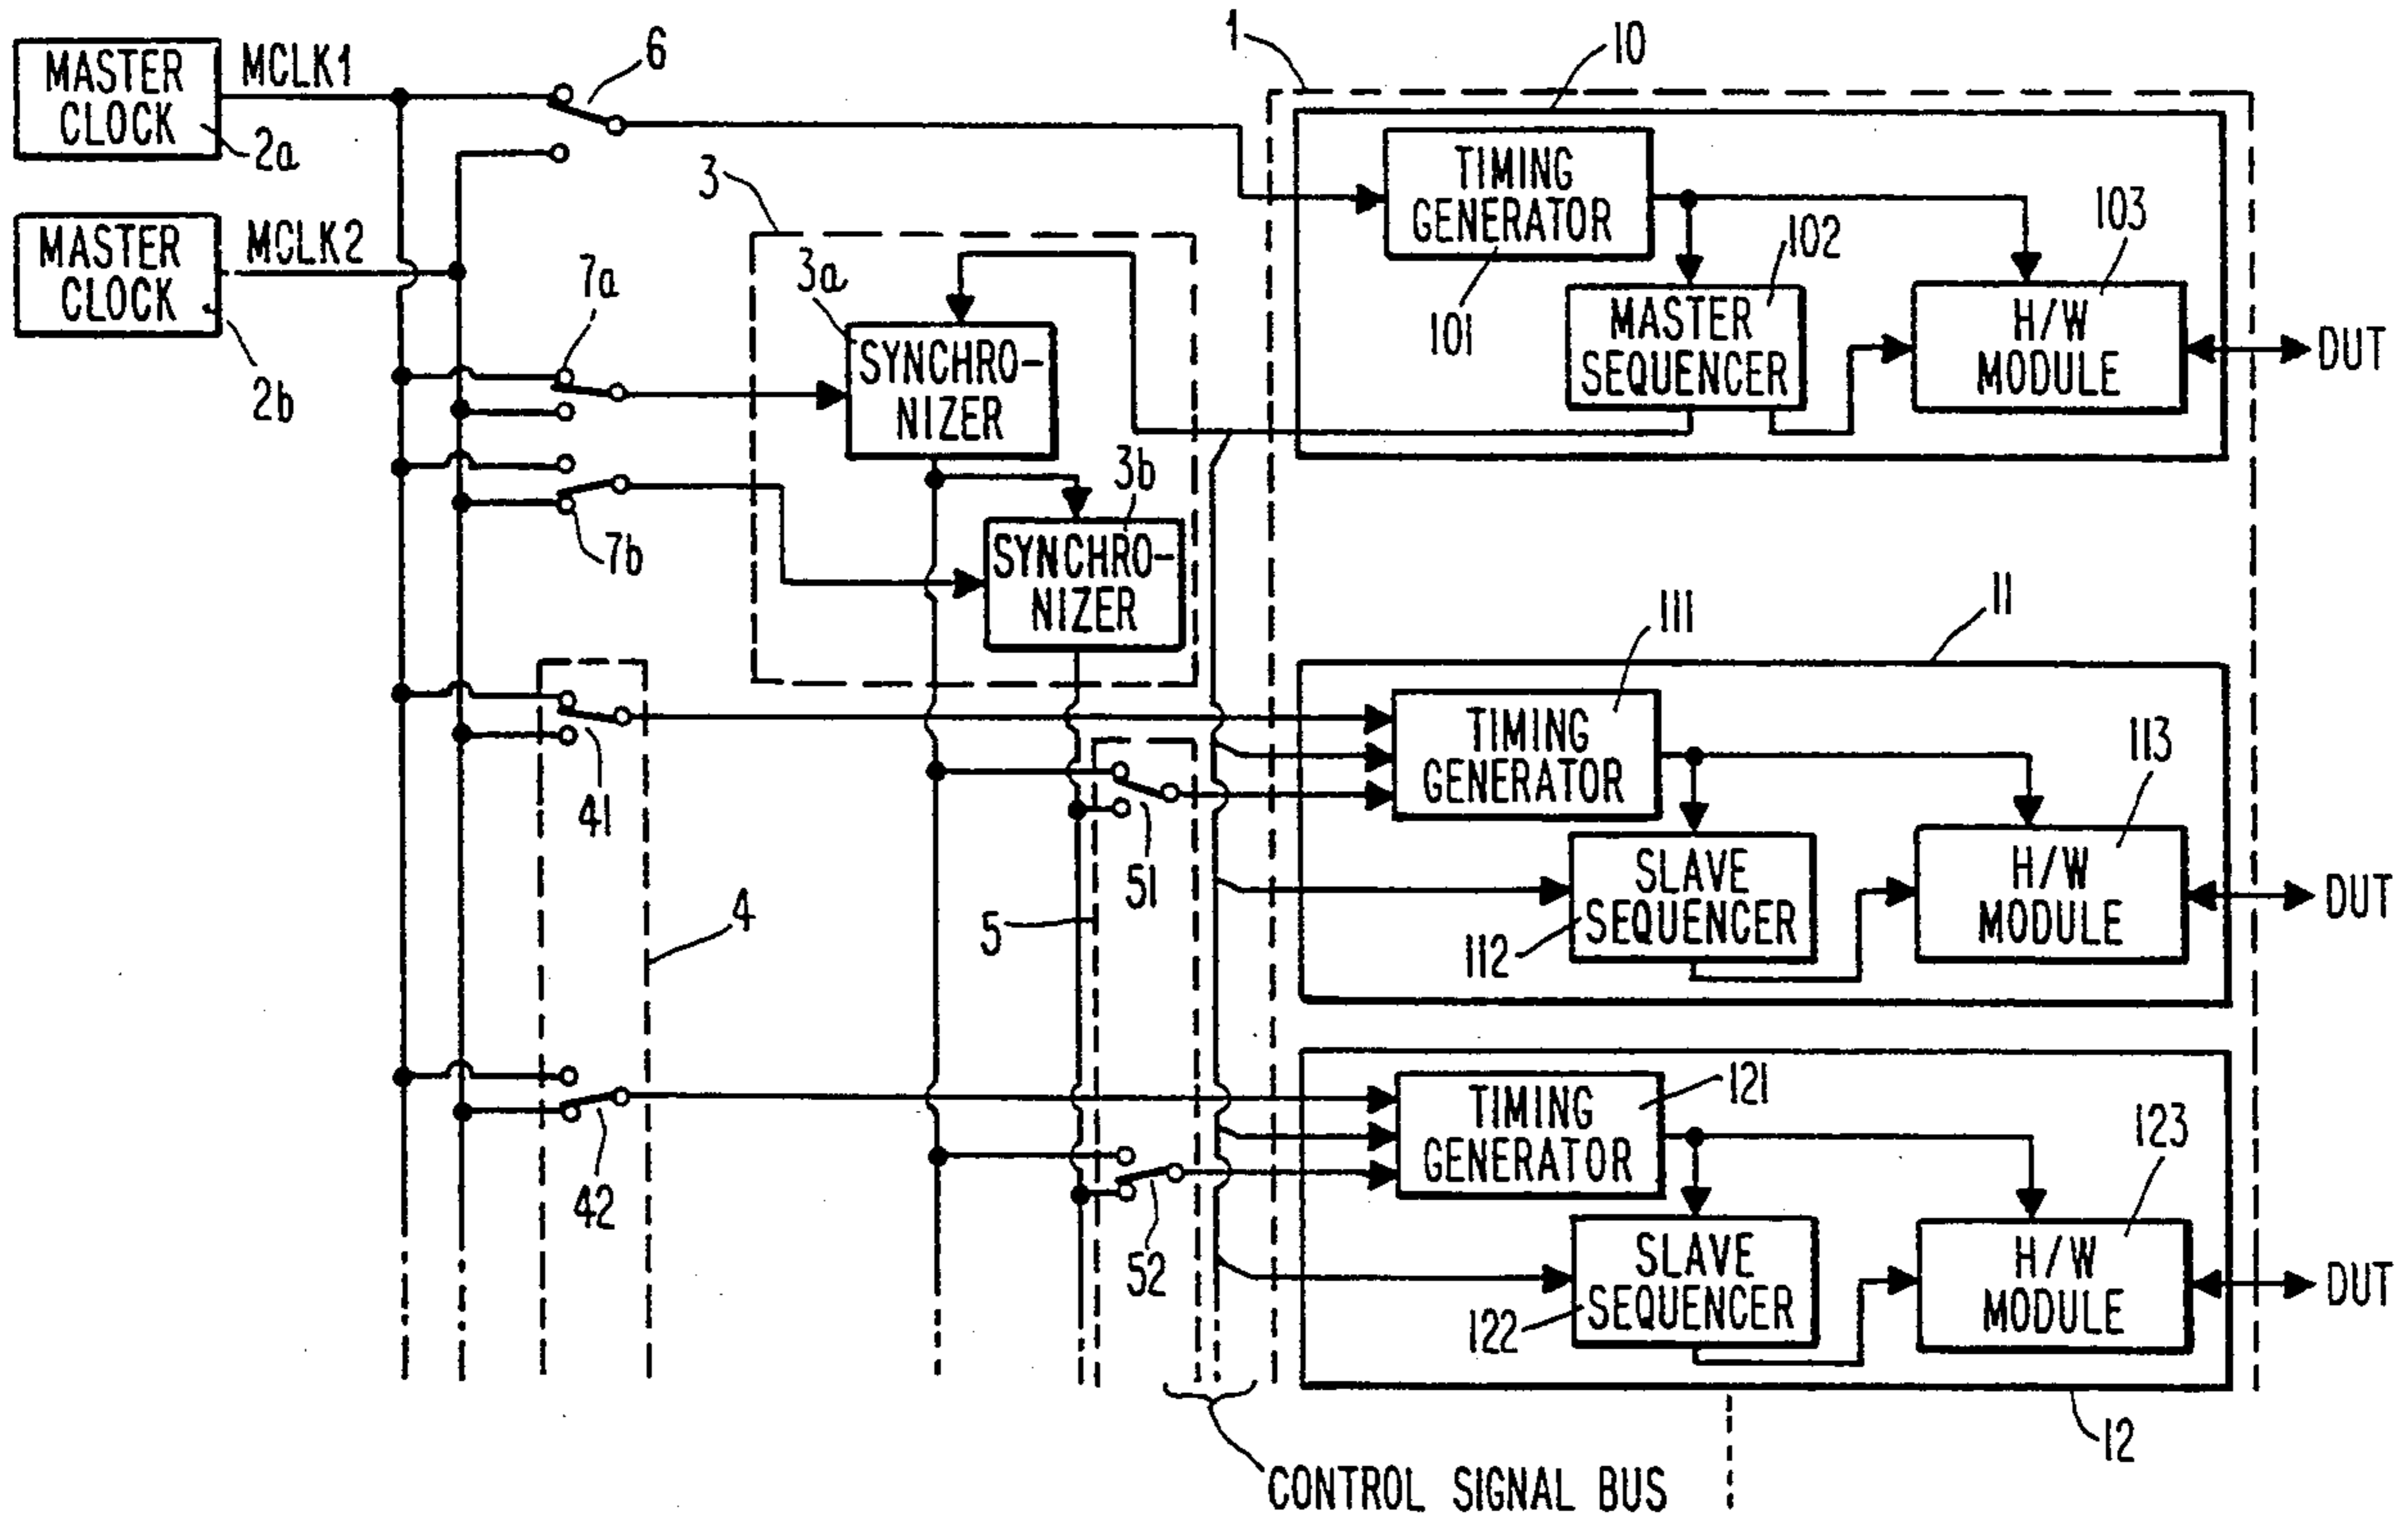 MASTER
CLOCK
2a
MCLK1
6
1
10
MASTER
CLOCK
2b
MCLK2
3
TIMING
GENERATOR
101
102
103
MASTER
SEQUENCER
H/W
MODULE
DUT
7a
3a
SYNCHRO-
NIZER
7b
3b
SYNCHRO-
NIZER
111
11
TIMING
GENERATOR
113
41
51
SLAVE
SEQUENCER
112
H/W
MODULE
DUT
4
5
TIMING
GENERATOR
121
123
42
52
SLAVE
SEQUENCER
122
H/W
MODULE
DUT
12
CONTROL SIGNAL BUS